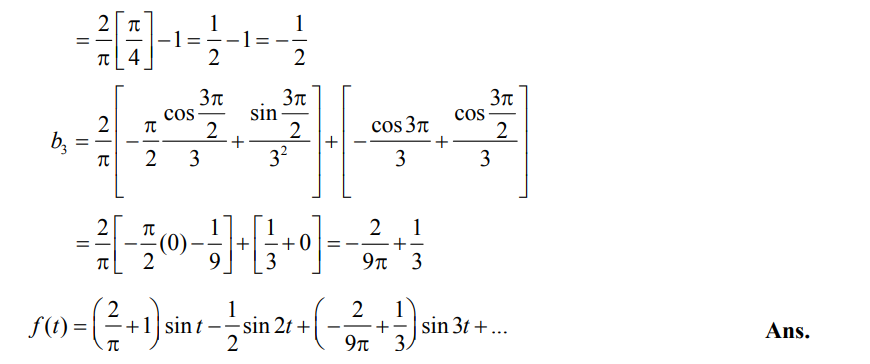 = 2/π [π/4] − 1 = 1/2 − 1 = − 1/2
b₃ = 2/π [ − π/2 (cos 3π/2)/3 + (sin 3π/2)/3² ] + [ − (cos 3π)/3 + (cos 3π/2)/3 ]
= 2/π [ − π/2 (0) − 1/9 ] + [ 1/3 + 0 ] = − 2/9π + 1/3
f(t) = (2/π + 1) sin t − 1/2 sin 2t + ( − 2/9π + 1/3 ) sin 3t + ... Ans.